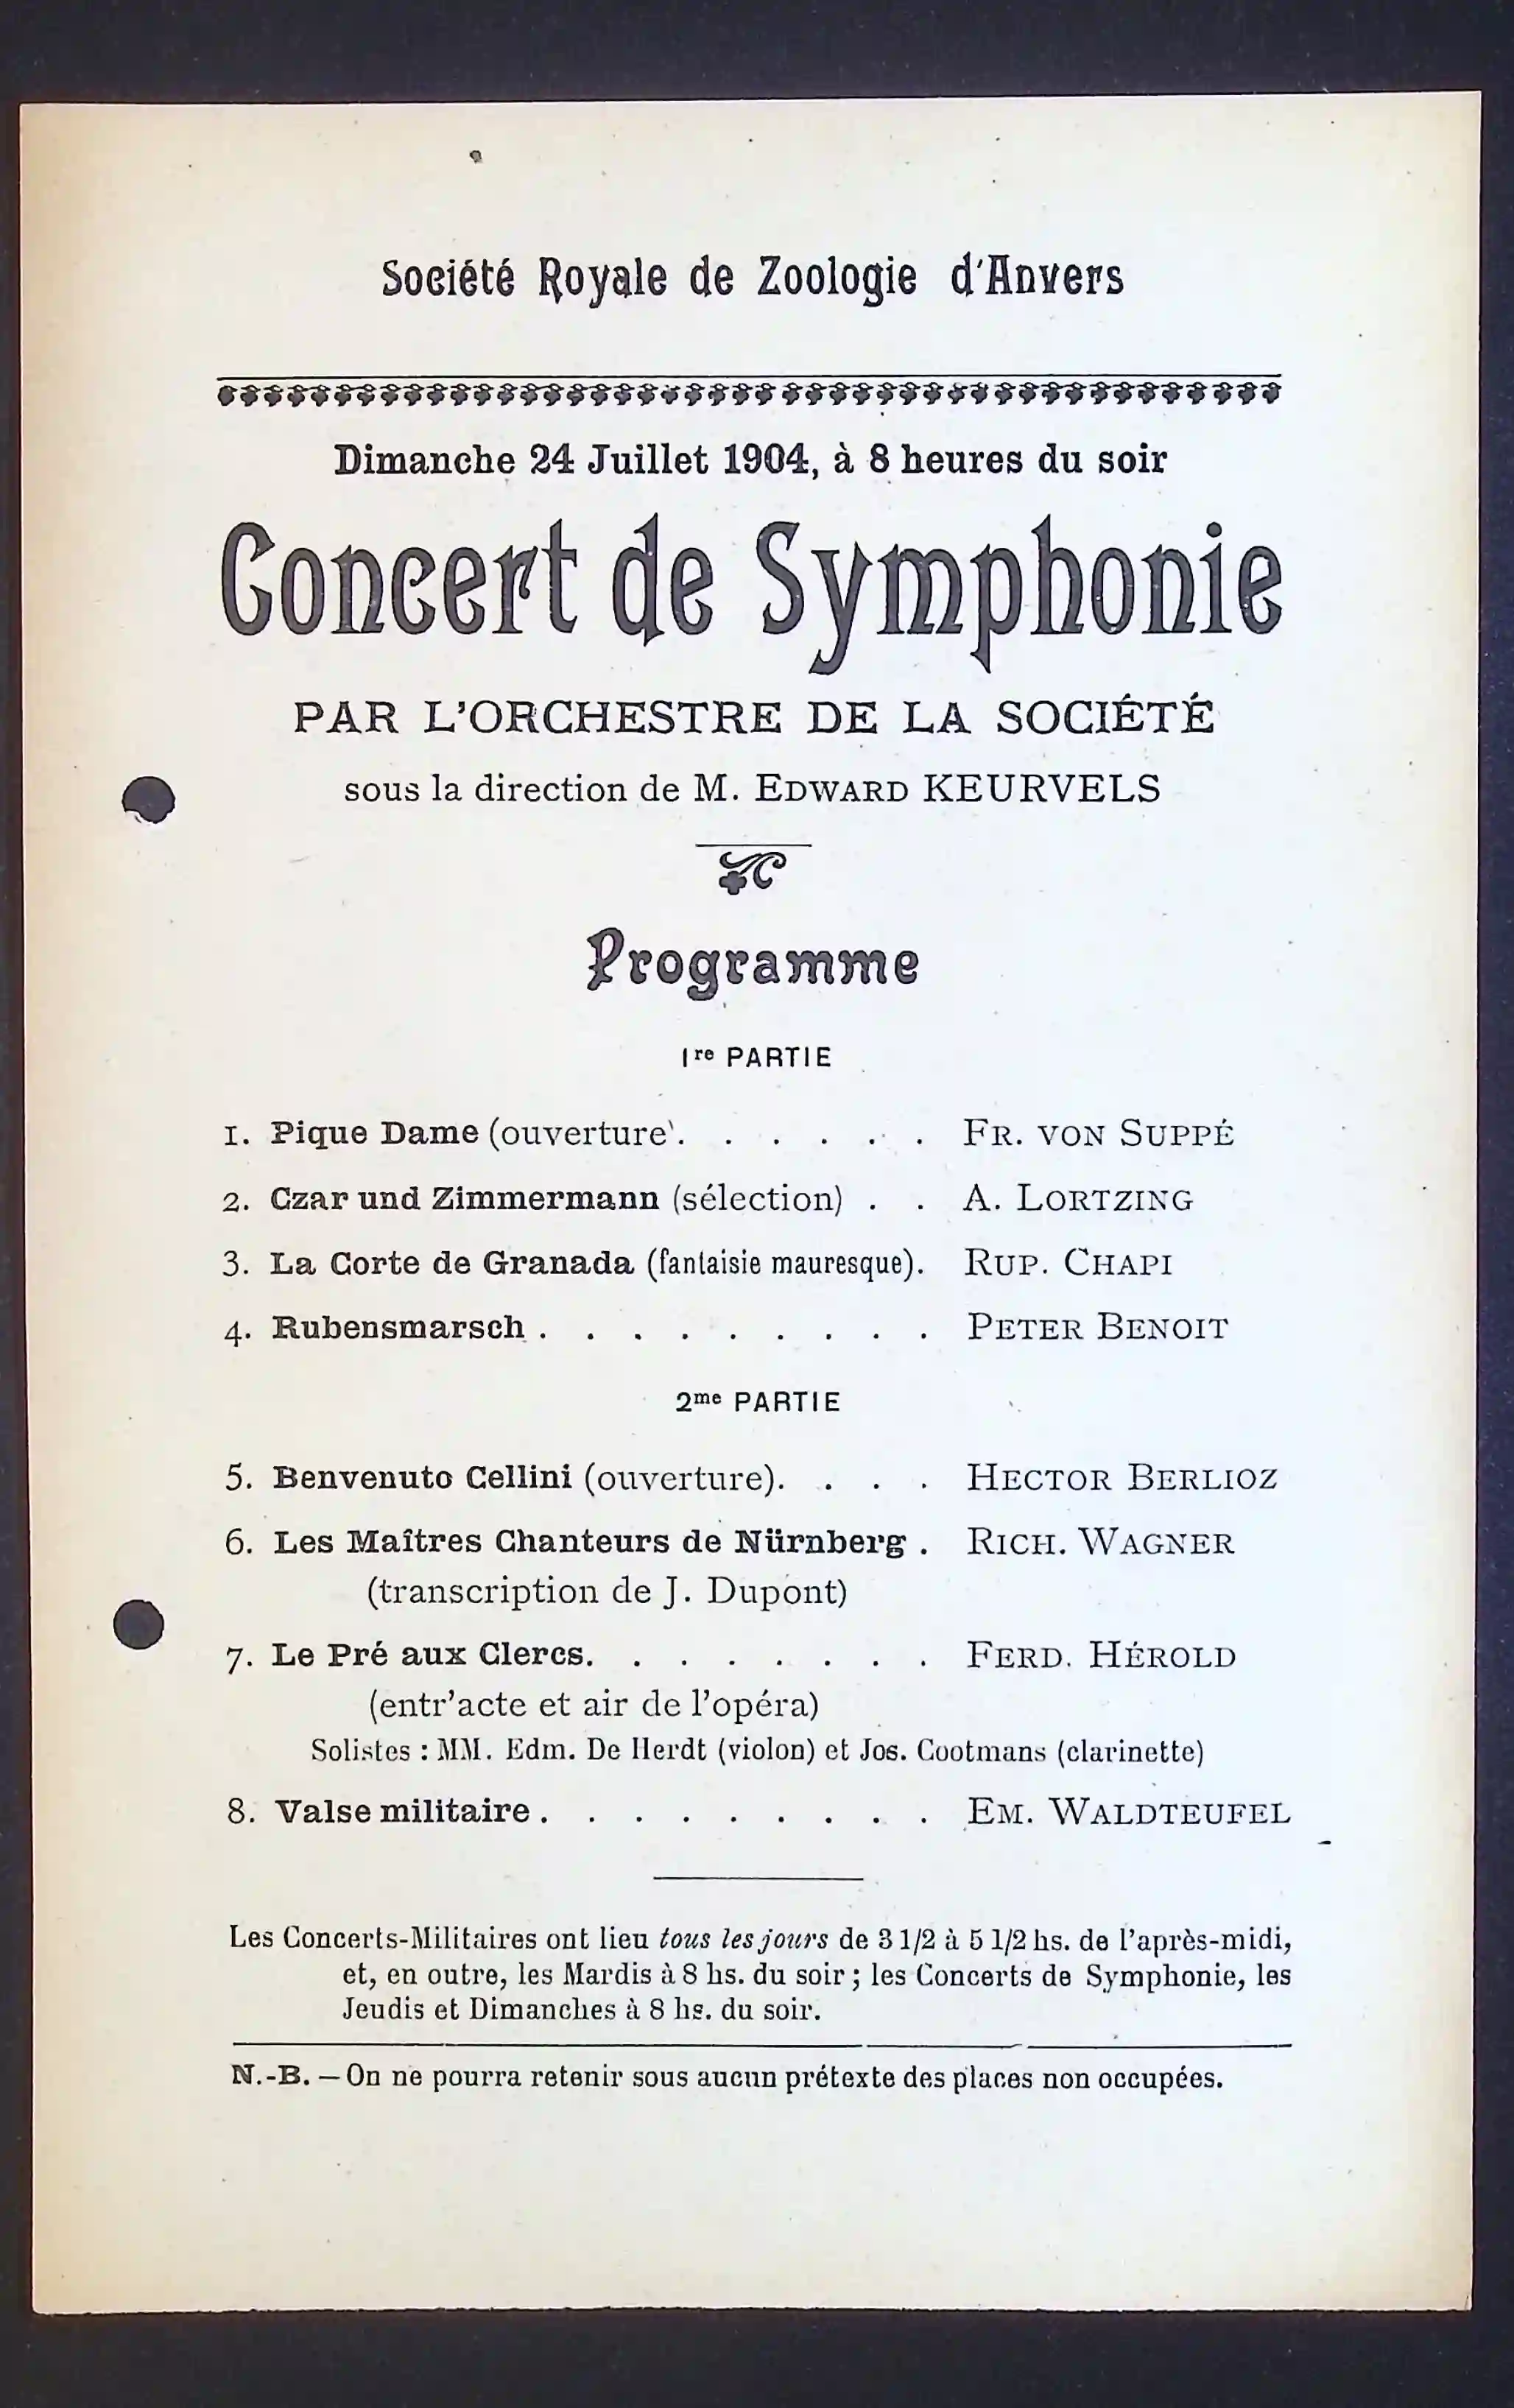 Société Royale de Zoologie d'Anvers
Dimanche 24 Juillet 1904, à 8 heures du soir
Concert de Symphonie
PAR L'ORCHESTRE DE LA SOCIÉTÉ
sous la direction de M. EDWARD KEURVELS
Programme
1re PARTIE
1. Pique Dame (ouverture). . . . . . FR. VON SUPPÉ
2. Czar und Zimmermann (sélection) . . A. LORTZING
3. La Corte de Granada (fantaisie mauresque). RUP. CHAPI
4. Rubensmarsch . . . . . . . . . PETER BENOIT
2me PARTIE
5. Benvenuto Cellini (ouverture). . . . HECTOR BERLIOZ
6. Les Maîtres Chanteurs de Nürnberg . RICH. WAGNER
(transcription de J. Dupont)
7. Le Pré aux Clercs. . . . . . . . FERD. HÉROLD
(entr'acte et air de l'opéra)
Solistes : MM. Edm. De Herdt (violon) et Jos. Cootmans (clarinette)
8. Valse militaire . . . . . . . . . EM. WALDTEUFEL
Les Concerts-Militaires ont lieu tous les jours de 3 1/2 à 5 1/2 hs. de l'après-midi,
et, en outre, les Mardis à 8 hs. du soir ; les Concerts de Symphonie, les
Jeudis et Dimanches à 8 hs. du soir.
N.-B. — On ne pourra retenir sous aucun prétexte des places non occupées.